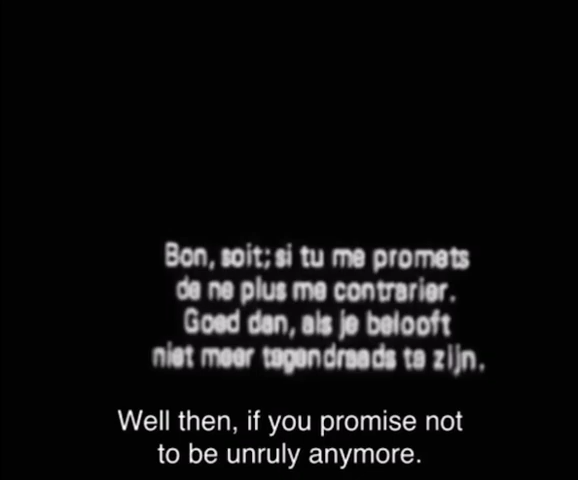 Bon, soit; si tu me promets
de ne plus me contrarier.
Goed dan, als je belooft
niet meer tegendraads te zijn.
Well then, if you promise not
to be unruly anymore.